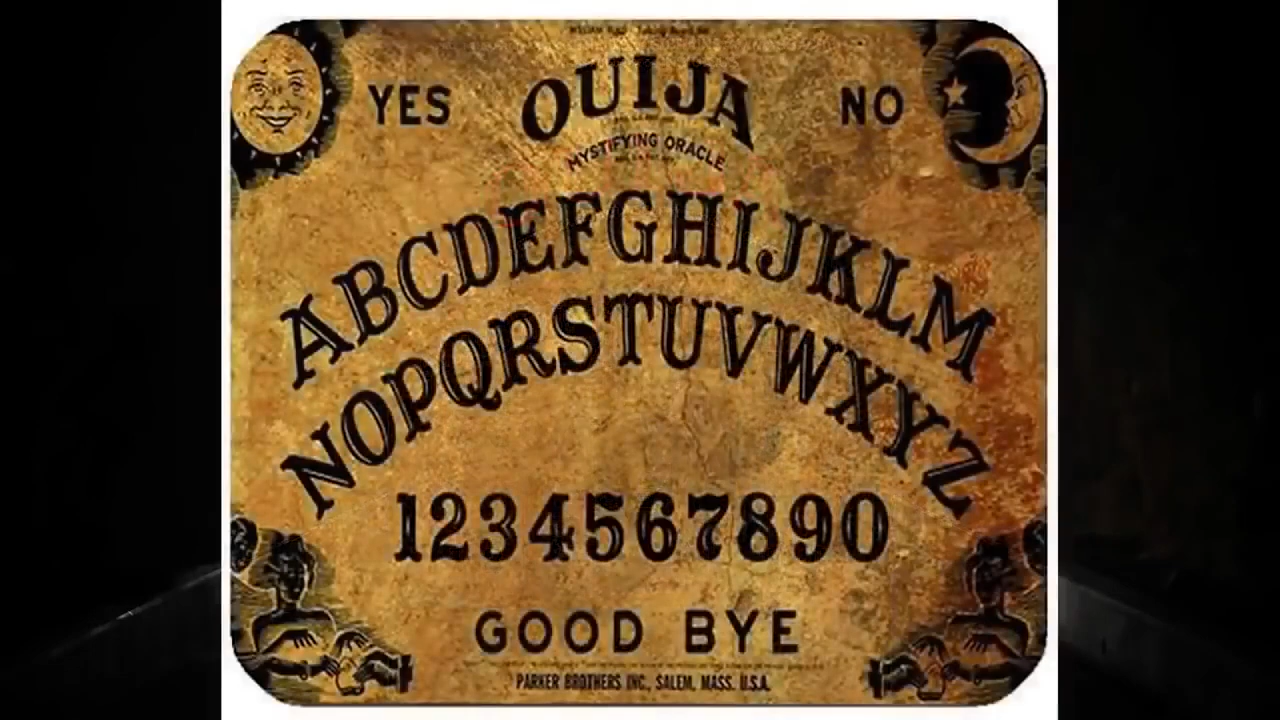 YES OUIJA NO
MYSTIFYING ORACLE
ABCDEFGHIJKLM
NOPQRSTUVWXYZ
1234567890
GOOD BYE
PARKER BROTHERS INC., SALEM, MASS. U.S.A.